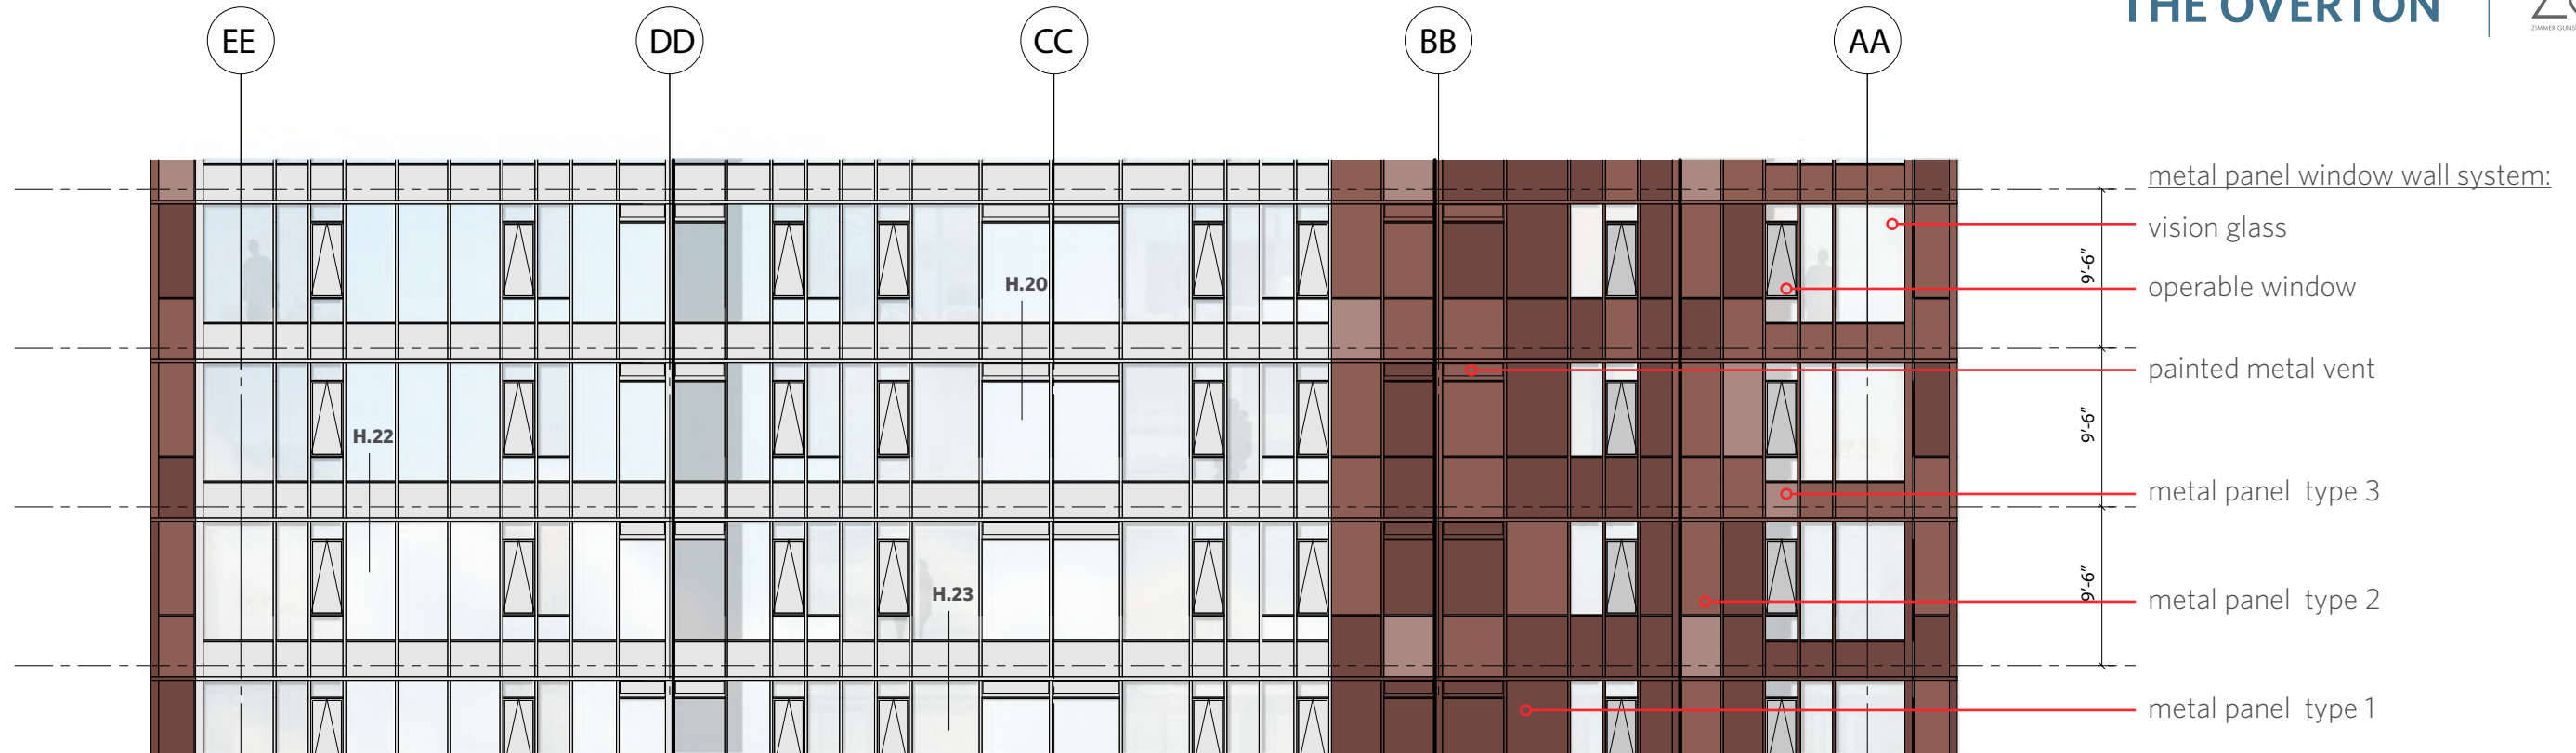 THE OVERTON
EE
DD
CC
BB
AA
metal panel window wall system:
vision glass
operable window
painted metal vent
metal panel type 3
metal panel type 2
metal panel type 1
9'-6"
9'-6"
9'-6"
H.20
H.22
H.23